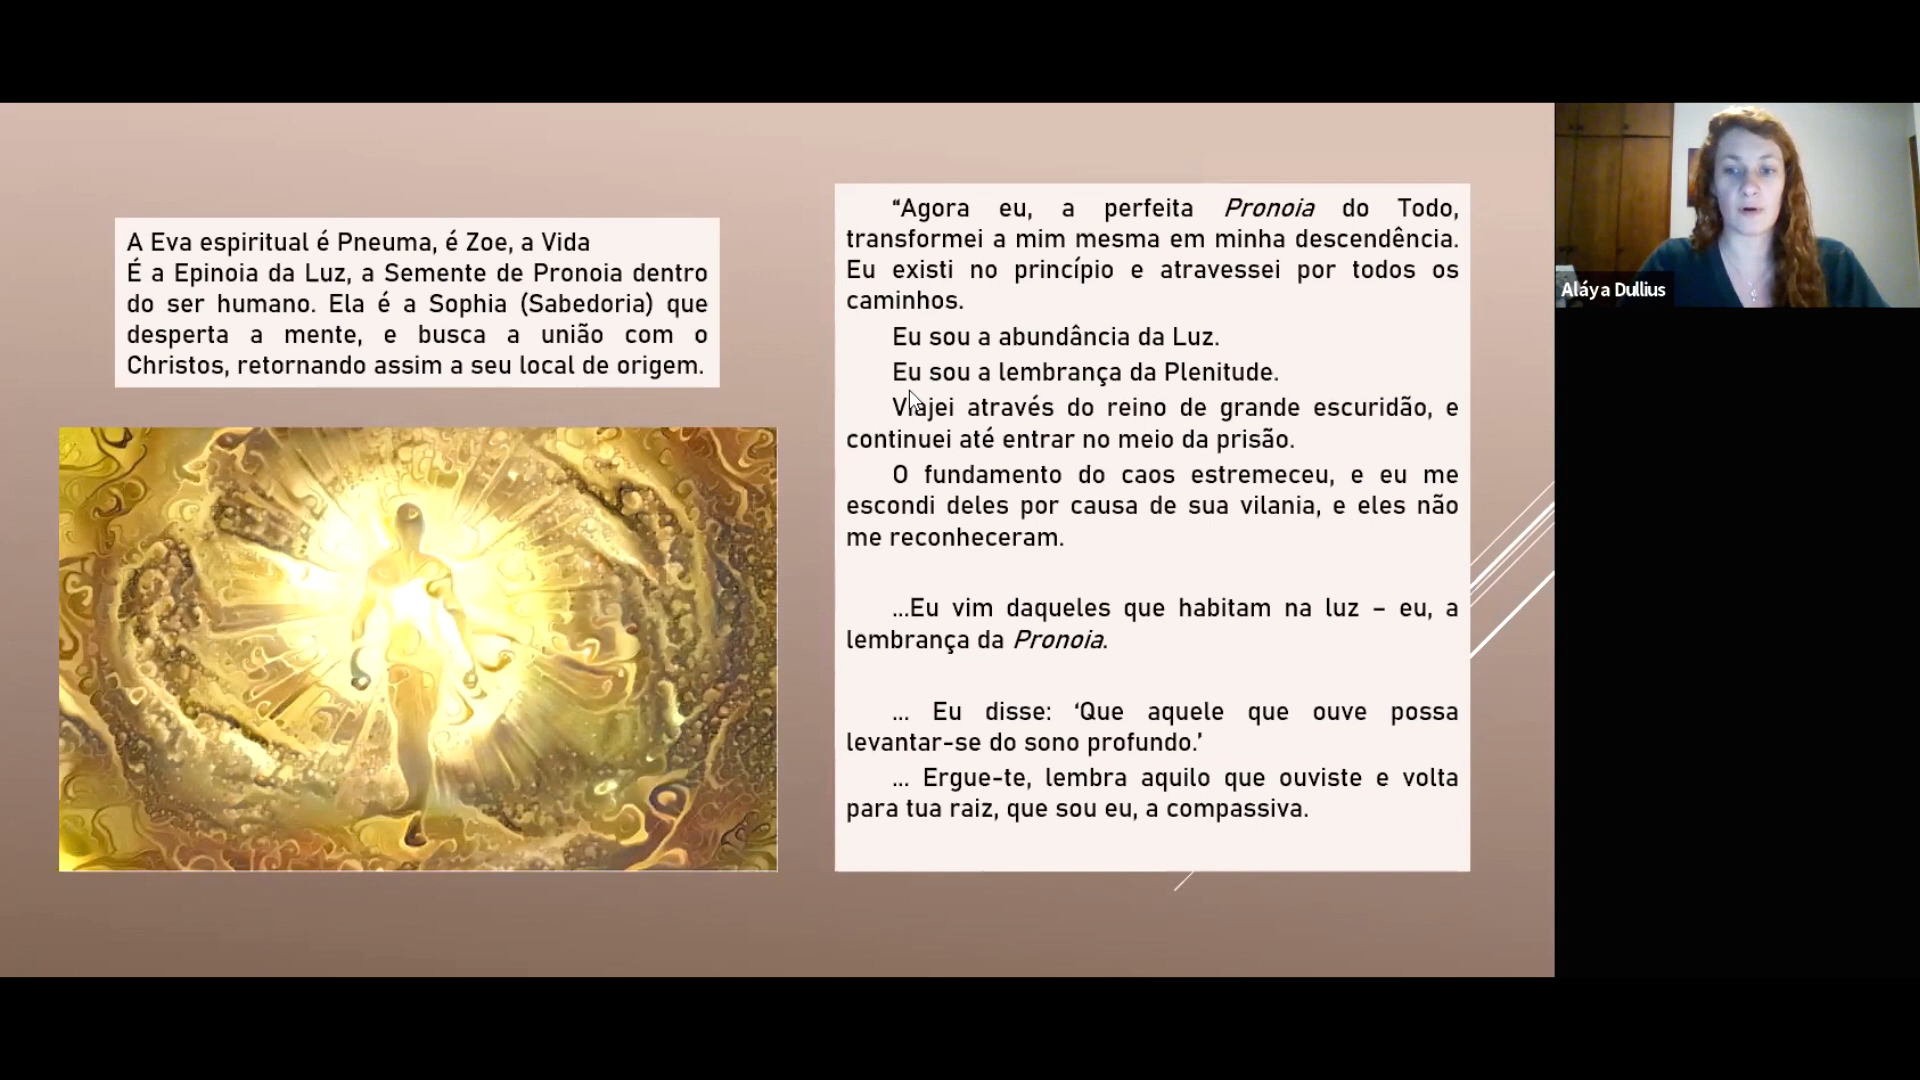 A Eva espiritual é Pneuma, é Zoe, a Vida
É a Epinoia da Luz, a Semente de Pronoia dentro
do ser humano. Ela é a Sophia (Sabedoria) que
desperta a mente, e busca a união com o
Christos, retornando assim a seu local de origem.
“Agora eu, a perfeita Pronoia do Todo,
transformei a mim mesma em minha descendência.
Eu existi no princípio e atravessei por todos os
caminhos.
Eu sou a abundância da Luz.
Eu sou a lembrança da Plenitude.
Viajei através do reino de grande escuridão, e
continuei até entrar no meio da prisão.
O fundamento do caos estremeceu, e eu me
escondi deles por causa de sua vilania, e eles não
me reconheceram.
...Eu vim daqueles que habitam na luz – eu, a
lembrança da Pronoia.
... Eu disse: ‘Que aquele que ouve possa
levantar-se do sono profundo.’
... Ergue-te, lembra aquilo que ouviste e volta
para tua raiz, que sou eu, a compassiva.
Aláya Dullius